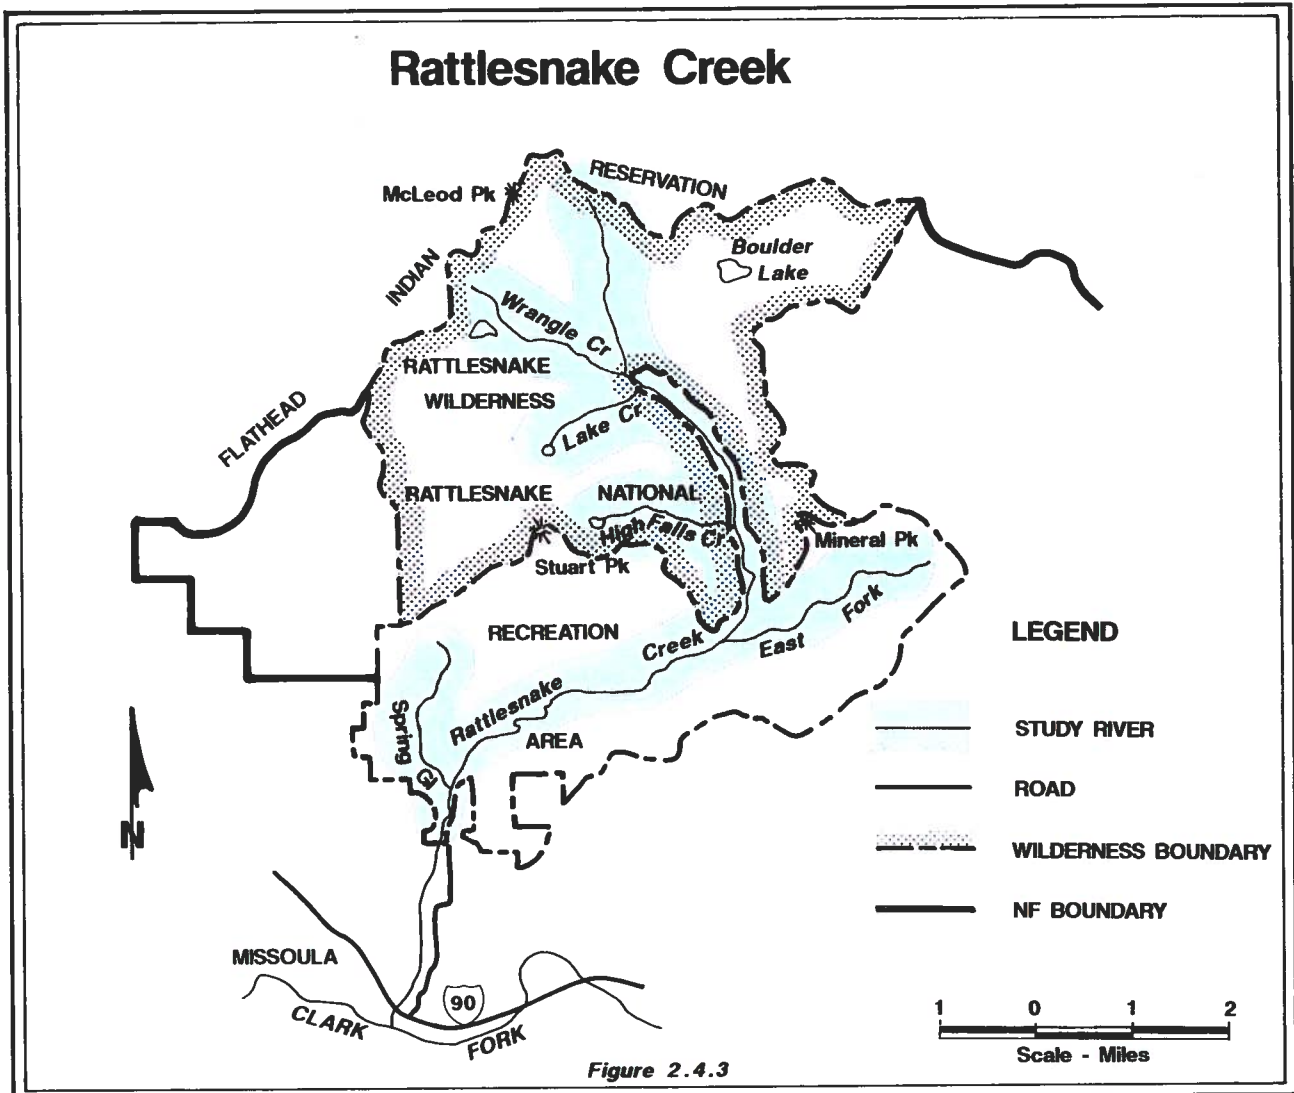 Rattlesnake Creek
RESERVATION
McLeod Pk
Boulder
Lake
INDIAN
Wrangle Cr
RATTLESNAKE
WILDERNESS
FLATHEAD
Lake Cr
RATTLESNAKE NATIONAL
High Falls Cr
Mineral Pk
Stuart Pk
RECREATION
East Fork
Rattlesnake Creek
AREA
Spring Cr
N
LEGEND
STUDY RIVER
ROAD
WILDERNESS BOUNDARY
NF BOUNDARY
MISSOULA
90
CLARK FORK
1 0 1 2
Scale - Miles
Figure 2.4.3